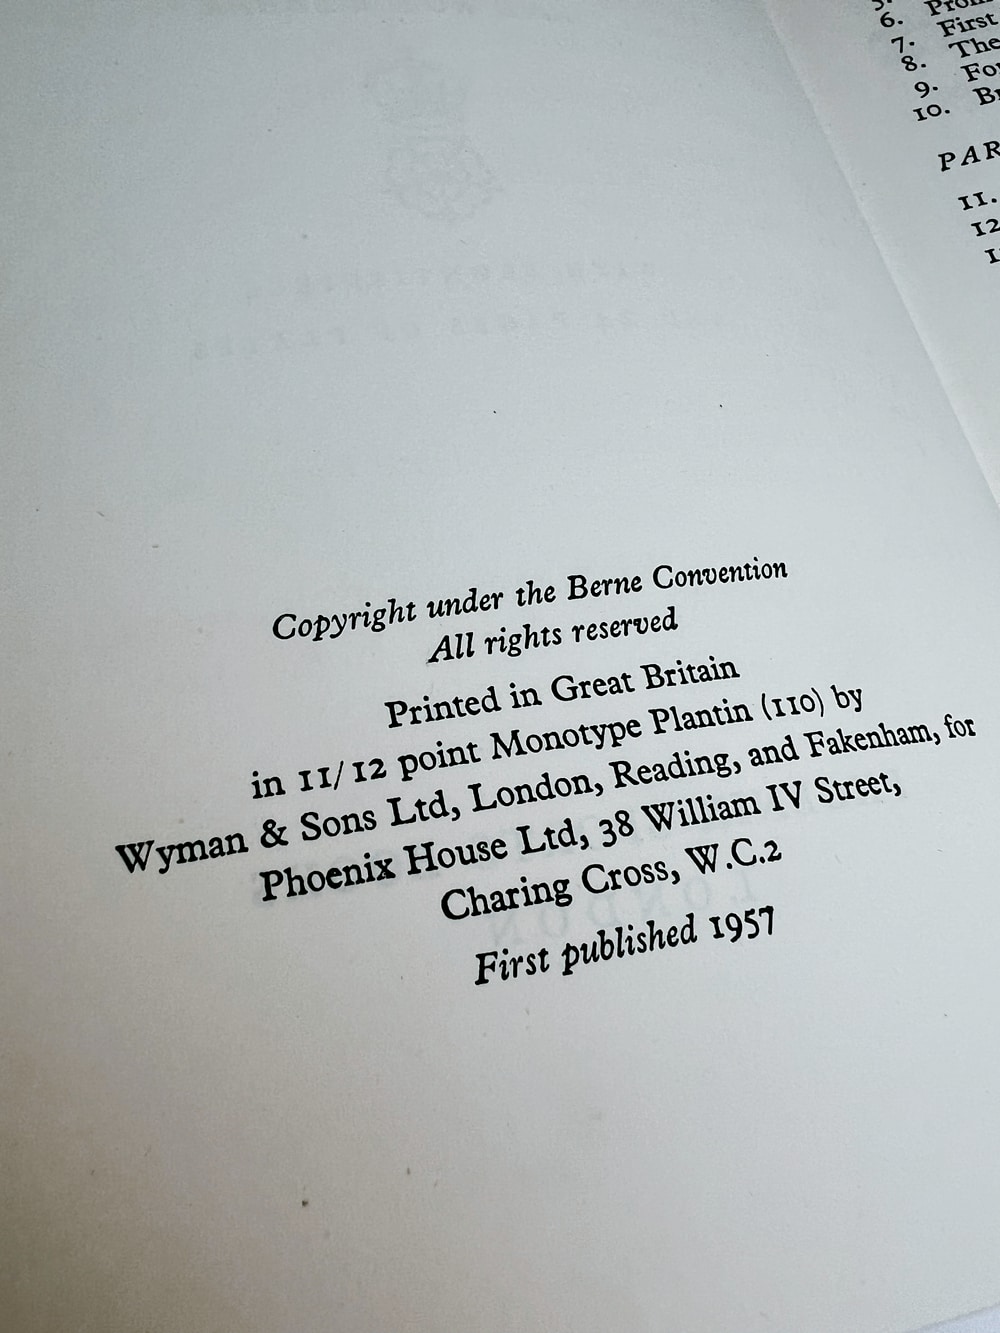 Copyright under the Berne Convention
All rights reserved
Printed in Great Britain
in 11/12 point Monotype Plantin (110) by
Wyman & Sons Ltd, London, Reading, and Fakenham, for
Phoenix House Ltd, 38 William IV Street,
Charing Cross, W.C.2
First published 1957
6.
7. First
8. The
9.
10.
11.
12
LONDON